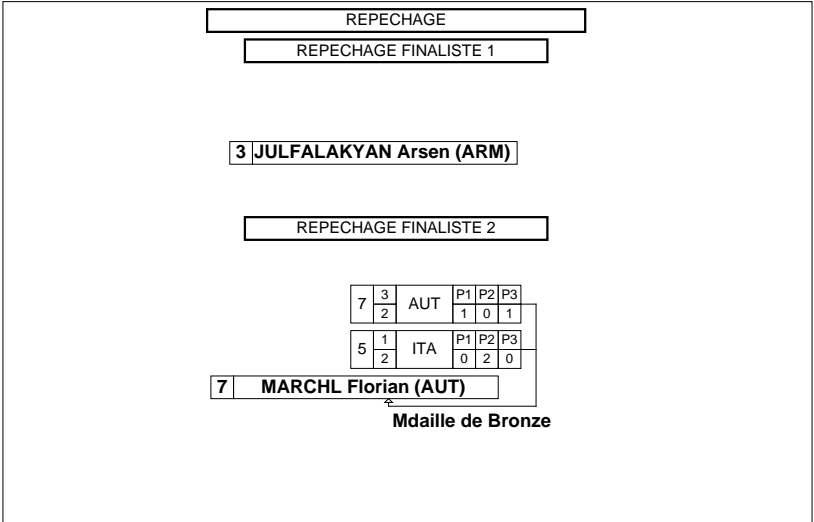 REPECHAGE
REPECHAGE FINALISTE 1
3 JULFALAKYAN Arsen (ARM)
REPECHAGE FINALISTE 2
7 3 2 AUT P1 P2 P3 1 0 1
5 1 2 ITA P1 P2 P3 0 2 0
7 MARCHL Florian (AUT)
Mdaille de Bronze